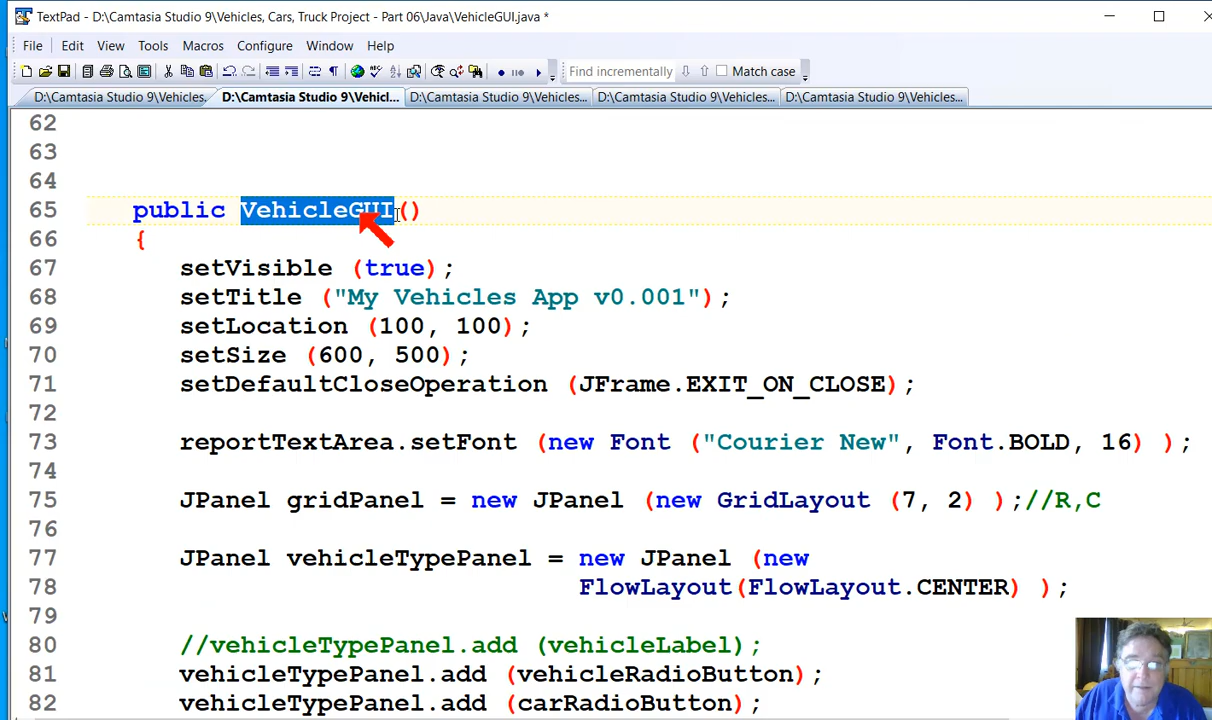 TextPad - D:\Camtasia Studio 9\Vehicles, Cars, Truck Project - Part 06\Java\VehicleGUI.java *
File Edit View Tools Macros Configure Window Help
Find incrementally Match case
D:\Camtasia Studio 9\Vehicles. D:\Camtasia Studio 9\Vehicl... D:\Camtasia Studio 9\Vehicles... D:\Camtasia Studio 9\Vehicles... D:\Camtasia Studio 9\Vehicles...
62
63
64
65 public VehicleGUI()
66 {
67 setVisible (true);
68 setTitle ("My Vehicles App v0.001");
69 setLocation (100, 100);
70 setSize (600, 500);
71 setDefaultCloseOperation (JFrame.EXIT_ON_CLOSE);
72
73 reportTextArea.setFont (new Font ("Courier New", Font.BOLD, 16) );
74
75 JPanel gridPanel = new JPanel (new GridLayout (7, 2) );//R,C
76
77 JPanel vehicleTypePanel = new JPanel (new
78 FlowLayout(FlowLayout.CENTER) );
79
80 //vehicleTypePanel.add (vehicleLabel);
81 vehicleTypePanel.add (vehicleRadioButton);
82 vehicleTypePanel.add (carRadioButton);